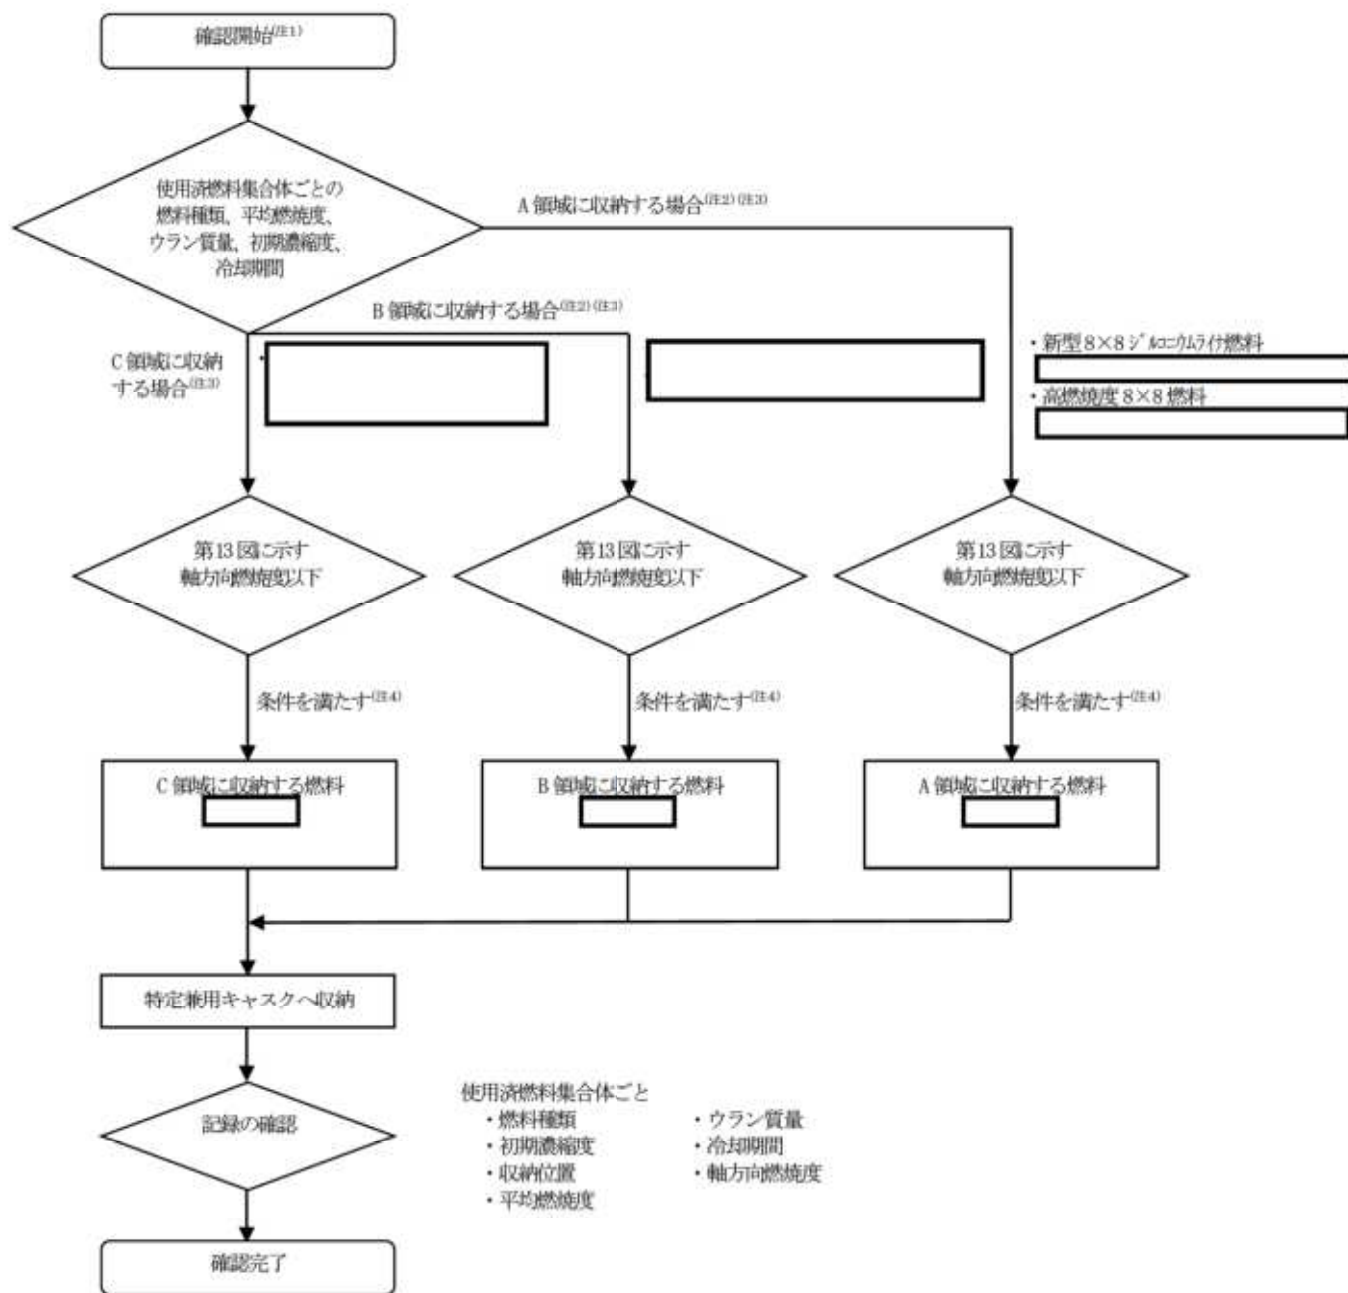 確認開始(注1)
使用済燃料集合体ごとの
燃料種類、平均燃焼度、
ウラン質量、初期濃縮度、
冷却期間
A 領域に収納する場合(注2)(注3)
B 領域に収納する場合(注2)(注3)
C 領域に収納
する場合(注3)
・新型8×8ジルコニウムライナ燃料
・高燃焼度8×8燃料
第13図に示す
軸方向燃焼度以下
第13図に示す
軸方向燃焼度以下
第13図に示す
軸方向燃焼度以下
条件を満たす(注4)
条件を満たす(注4)
条件を満たす(注4)
C 領域に収納する燃料
B 領域に収納する燃料
A 領域に収納する燃料
特定兼用キャスクへ収納
記録の確認
使用済燃料集合体ごと
・燃料種類
・ウラン質量
・初期濃縮度
・冷却期間
・収納位置
・軸方向燃焼度
・平均燃焼度
確認完了